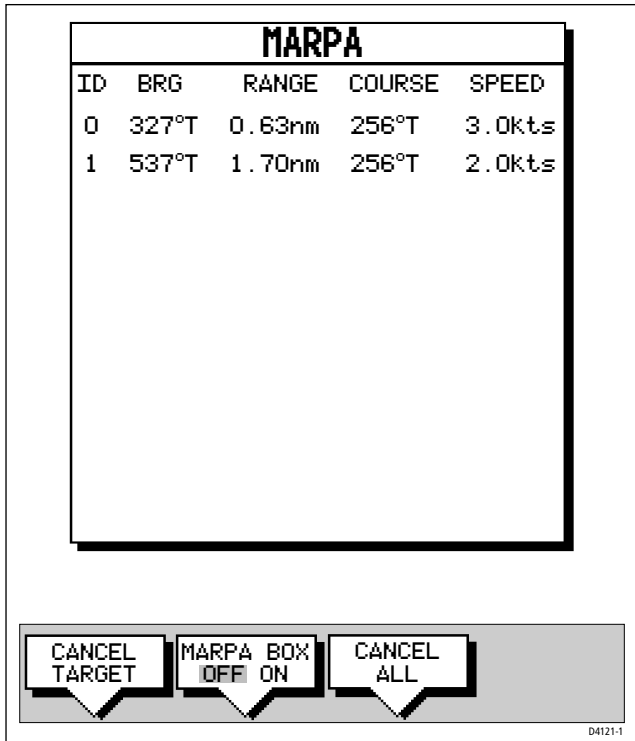 MARPA
ID BRG RANGE COURSE SPEED
0 327°T 0.63nm 256°T 3.0Kts
1 537°T 1.70nm 256°T 2.0Kts
CANCEL TARGET
MARPA BOX OFF ON
CANCEL ALL
D4121-1